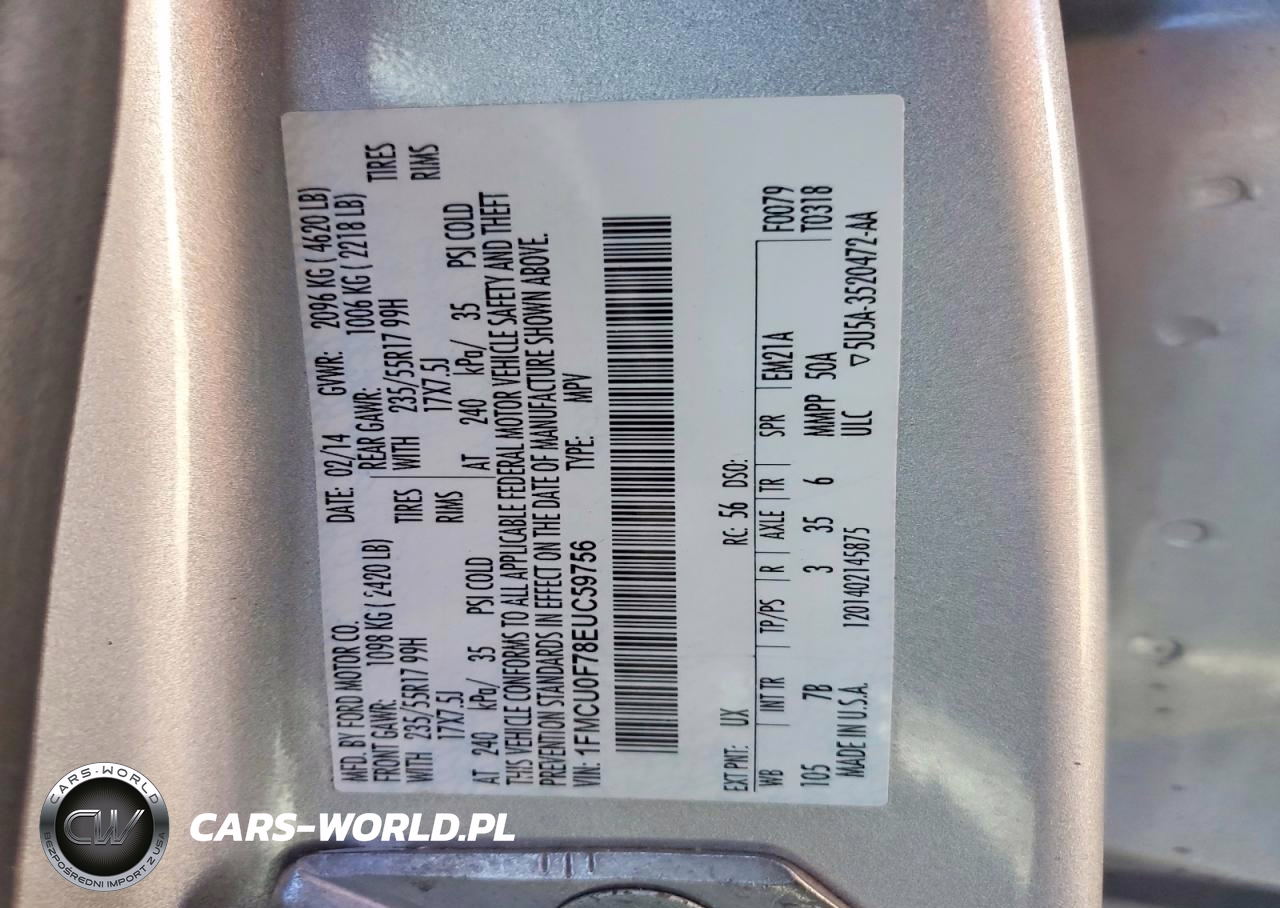 MFD. BY FORD MOTOR CO. DATE: 02/14 GVWR: 2096 KG ( 4620 LB)
FRONT GAWR: 1098 KG ( 2420 LB) REAR GAWR: 1006 KG ( 2218 LB)
WITH 235/55R17 99H TIRES WITH 235/55R17 99H TIRES
17X7.5J RIMS 17X7.5J RIMS
AT 240 kPa/ 35 PSI COLD AT 240 kPa/ 35 PSI COLD
THIS VEHICLE CONFORMS TO ALL APPLICABLE FEDERAL MOTOR VEHICLE SAFETY AND THEFT
PREVENTION STANDARDS IN EFFECT ON THE DATE OF MANUFACTURE SHOWN ABOVE.
VIN: 1FMCU0F78EUC59756 TYPE: MPV
EXT PNT: UX RC: 56 DSO:
WB INT TR TP/PS R AXLE TR SPR EM21A F0079
105 7B 3 35 6 MMPP 50A T0318
MADE IN U.S.A. 1201402145875 ULC ▽5U5A-3520472-AA
CARS-WORLD
CW
BEZPOŚREDNI IMPORT Z USA
CARS-WORLD.PL